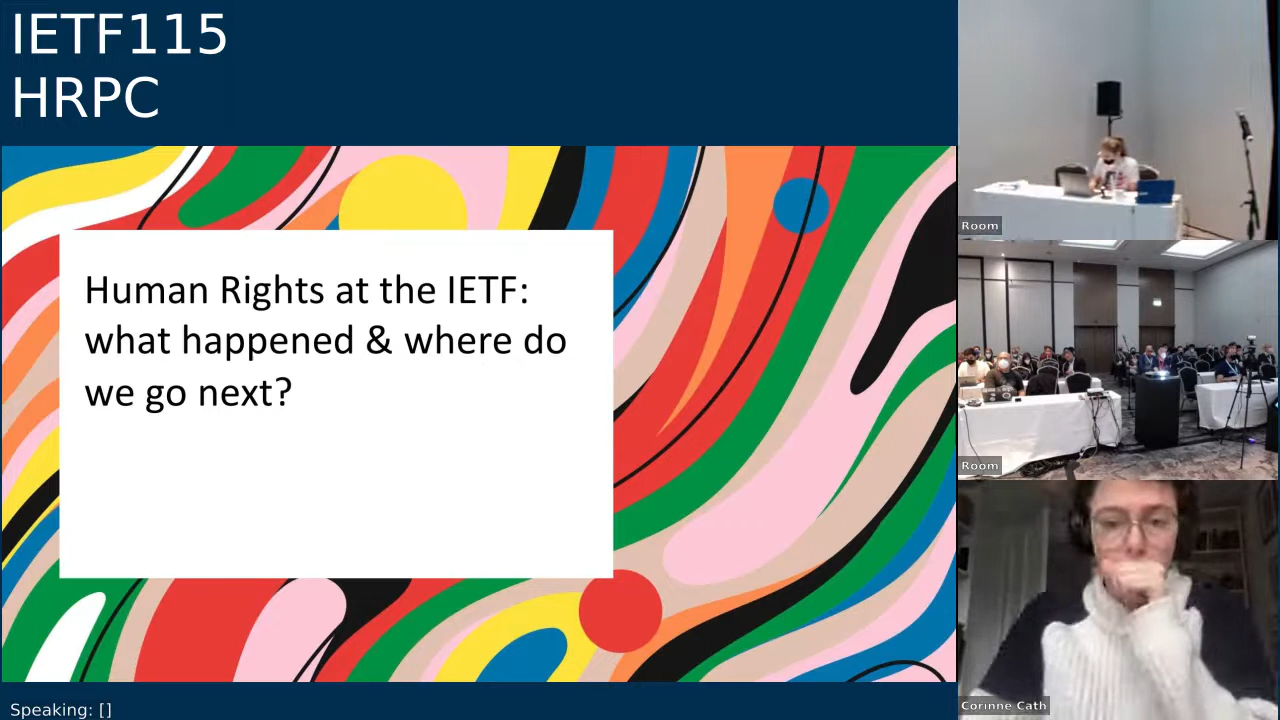 IETF115
HRPC
Human Rights at the IETF:
what happened & where do
we go next?
Room
Room
Corinne Cath
Speaking: []